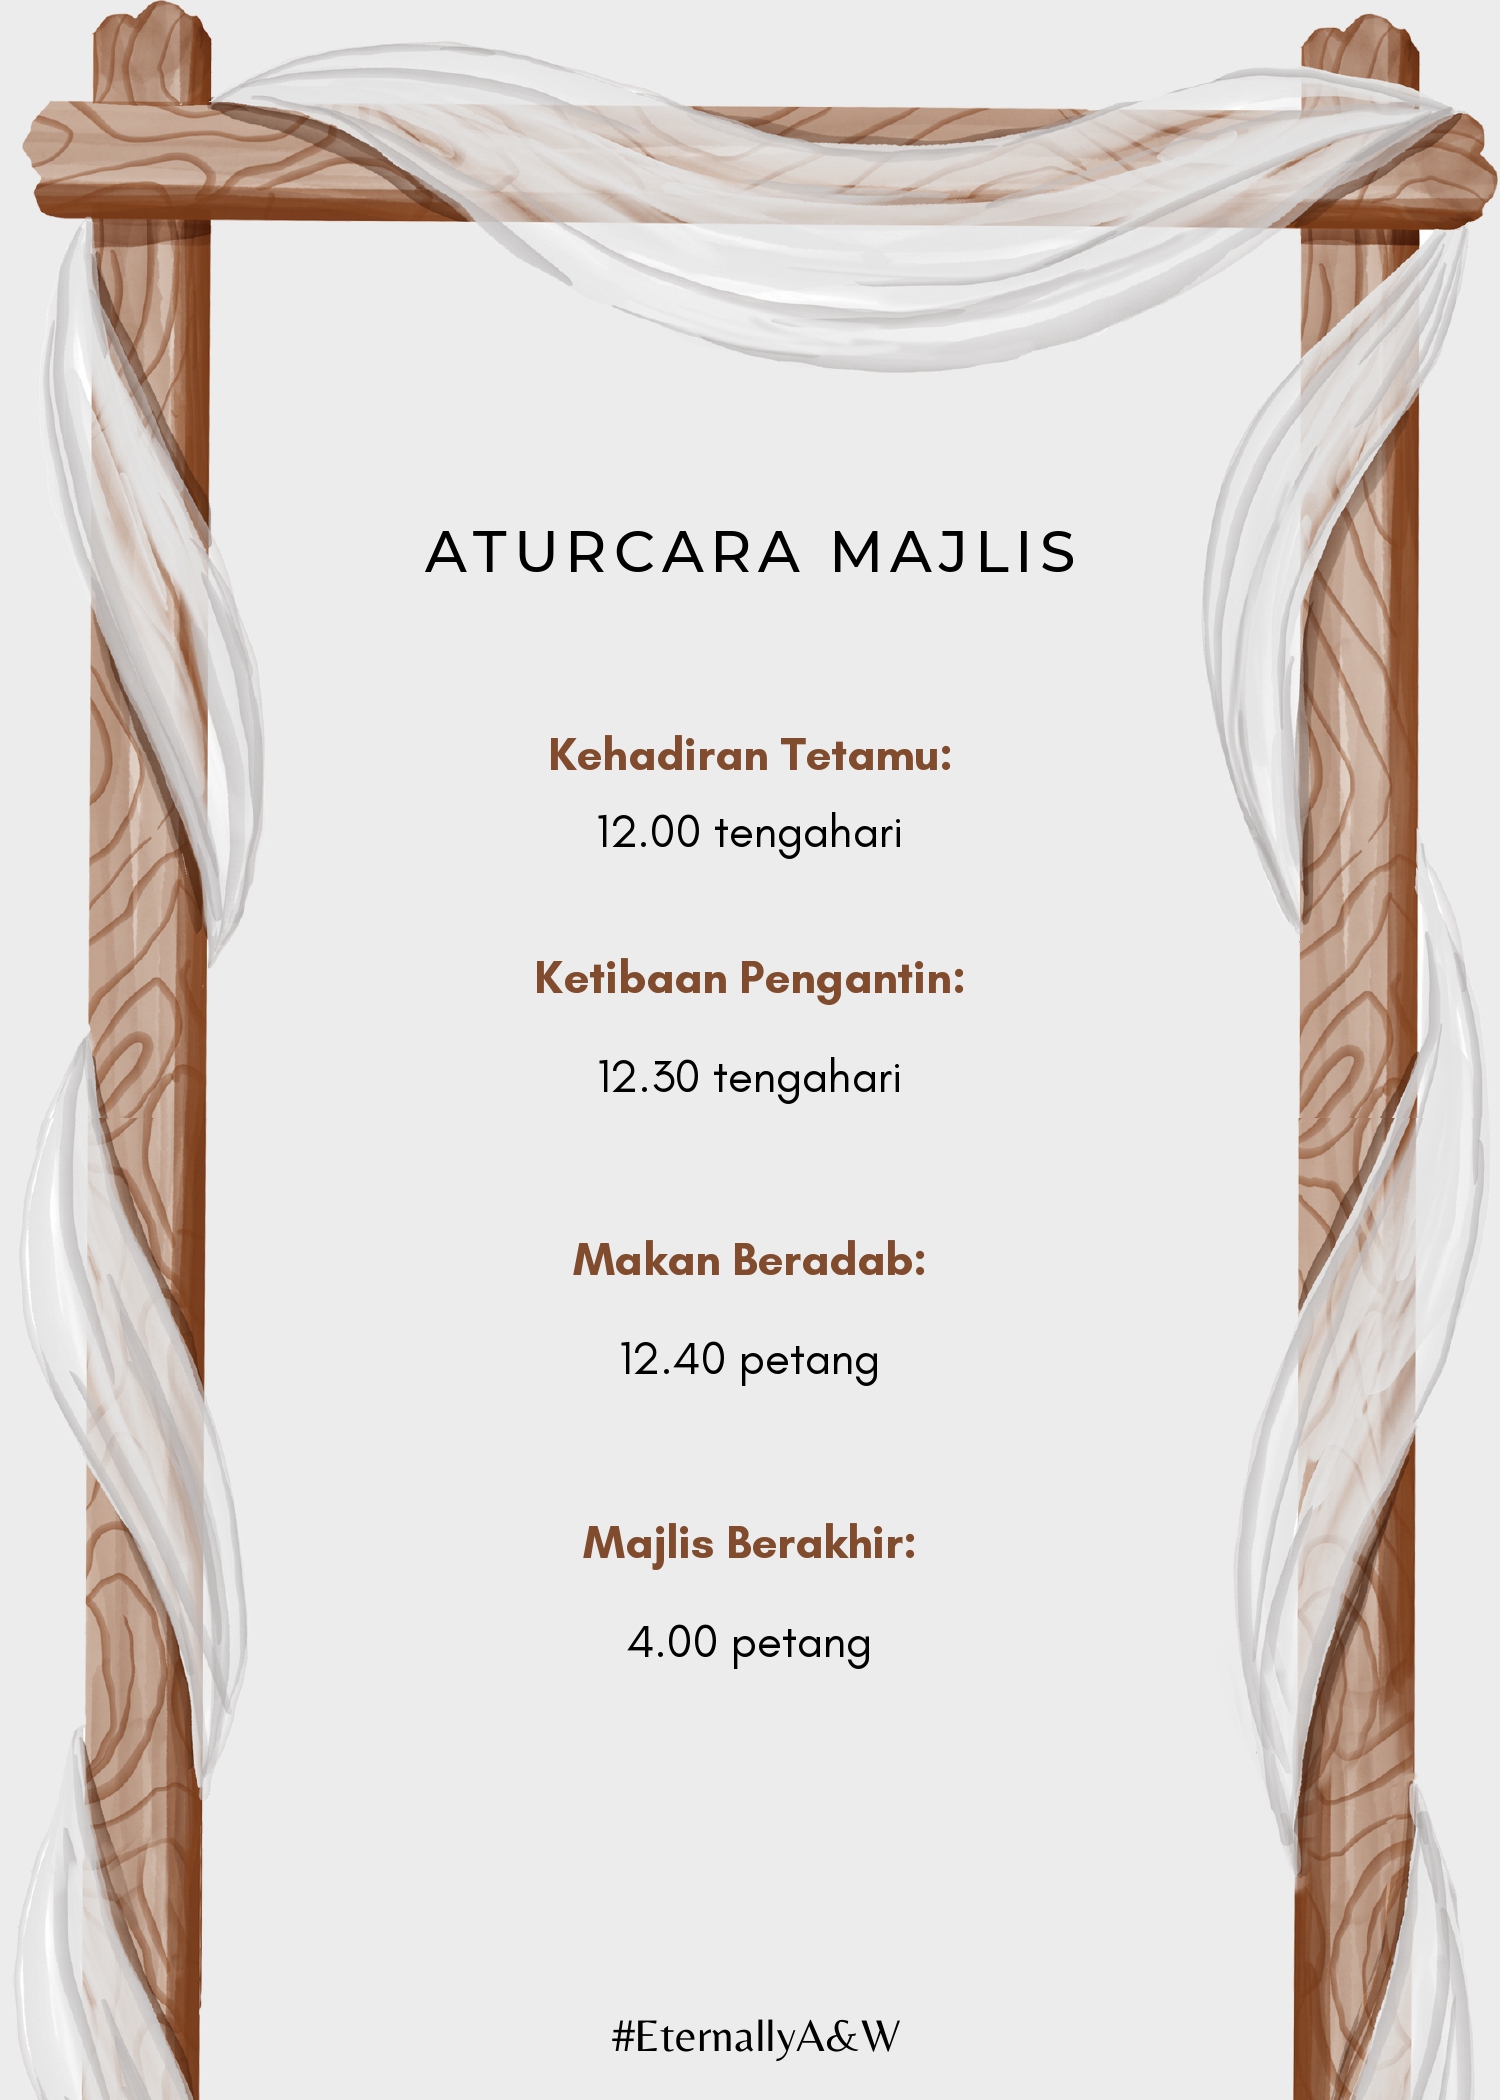 ATURCARA MAJLIS
Kehadiran Tetamu:
12.00 tengahari
Ketibaan Pengantin:
12.30 tengahari
Makan Beradab:
12.40 petang
Majlis Berakhir:
4.00 petang
#EternallyA&W